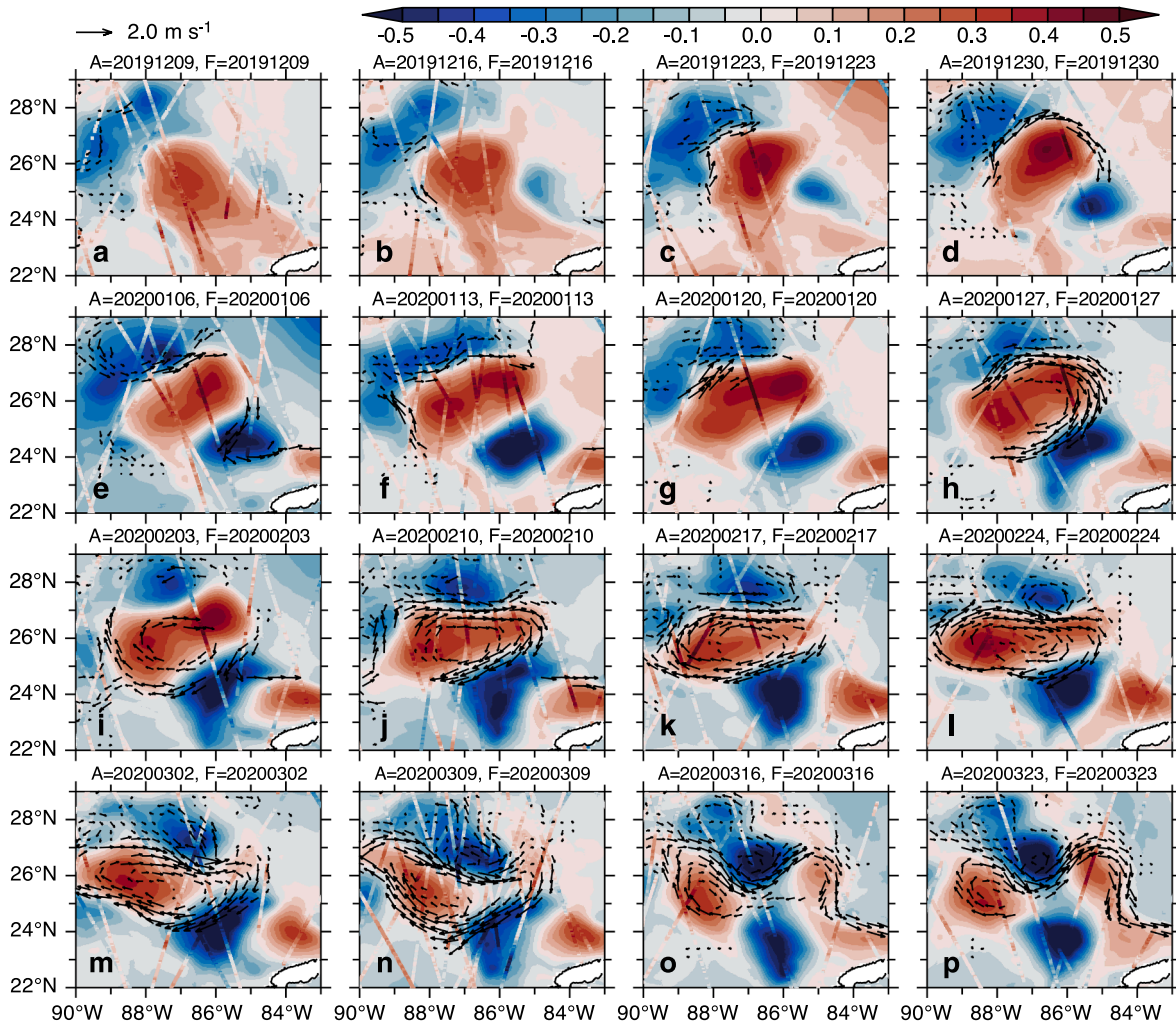 2.0 m s⁻¹
-0.5 -0.4 -0.3 -0.2 -0.1 0.0 0.1 0.2 0.3 0.4 0.5
A=20191209, F=20191209 A=20191216, F=20191216 A=20191223, F=20191223 A=20191230, F=20191230
28°N
26°N
24°N
22°N
a b c d
A=20200106, F=20200106 A=20200113, F=20200113 A=20200120, F=20200120 A=20200127, F=20200127
28°N
26°N
24°N
22°N
e f g h
A=20200203, F=20200203 A=20200210, F=20200210 A=20200217, F=20200217 A=20200224, F=20200224
28°N
26°N
24°N
22°N
i j k l
A=20200302, F=20200302 A=20200309, F=20200309 A=20200316, F=20200316 A=20200323, F=20200323
28°N
26°N
24°N
22°N
m n o p
90°W 88°W 86°W 84°W 90°W 88°W 86°W 84°W 90°W 88°W 86°W 84°W 90°W 88°W 86°W 84°W